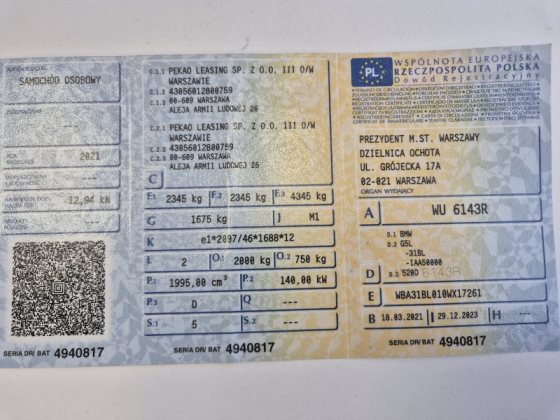 SAMOCHÓD OSOBOWY
2021
12,94 kN
SERIA DR/ BAT 4940817
C.1.1 PEKAO LEASING SP. Z O.O. III O/W
WARSZAWIE
C.1.2 43056012800759
C.1.3 00-609 WARSZAWA
ALEJA ARMII LUDOWEJ 26
C.2.1 PEKAO LEASING SP. Z O.O. III O/W
WARSZAWIE
C.2.2 43056012800759
C.2.3 00-609 WARSZAWA
ALEJA ARMII LUDOWEJ 26
C
F.1 2345 kg F.2 2345 kg F.3 4345 kg
G 1675 kg J M1
K e1*2007/46*1688*12
L 2 O.1 2000 kg O.2 750 kg
P.1 1995,00 cm³ P.2 140,00 kW
P.3 D Q ---
S.1 5 S.2 ---
SERIA DR/ BAT 4940817
PL
WSPÓLNOTA EUROPEJSKA
RZECZPOSPOLITA POLSKA
Dowód Rejestracyjny
PREZYDENT M.ST. WARSZAWY
DZIELNICA OCHOTA
UL. GRÓJECKA 17A
02-021 WARSZAWA
ORGAN WYDAJĄCY
A WU 6143R
D.1 BMW
D.2 G5L
-31BL
-IAA50000
D D.3 520D
6143R
E WBA31BL010WX17261
B 18.03.2021 I 29.12.2023 H ---
SERIA DR/ BAT 4940817